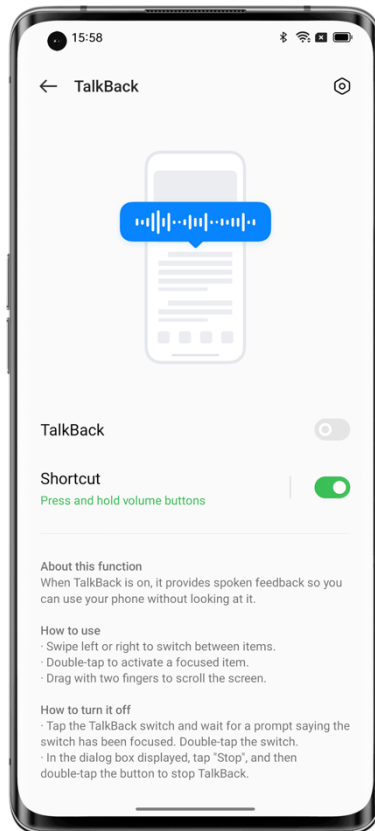 15:58
TalkBack
TalkBack
Shortcut
Press and hold volume buttons
About this function
When TalkBack is on, it provides spoken feedback so you
can use your phone without looking at it.
How to use
· Swipe left or right to switch between items.
· Double-tap to activate a focused item.
· Drag with two fingers to scroll the screen.
How to turn it off
· Tap the TalkBack switch and wait for a prompt saying the
switch has been focused. Double-tap the switch.
· In the dialog box displayed, tap "Stop", and then
double-tap the button to stop TalkBack.